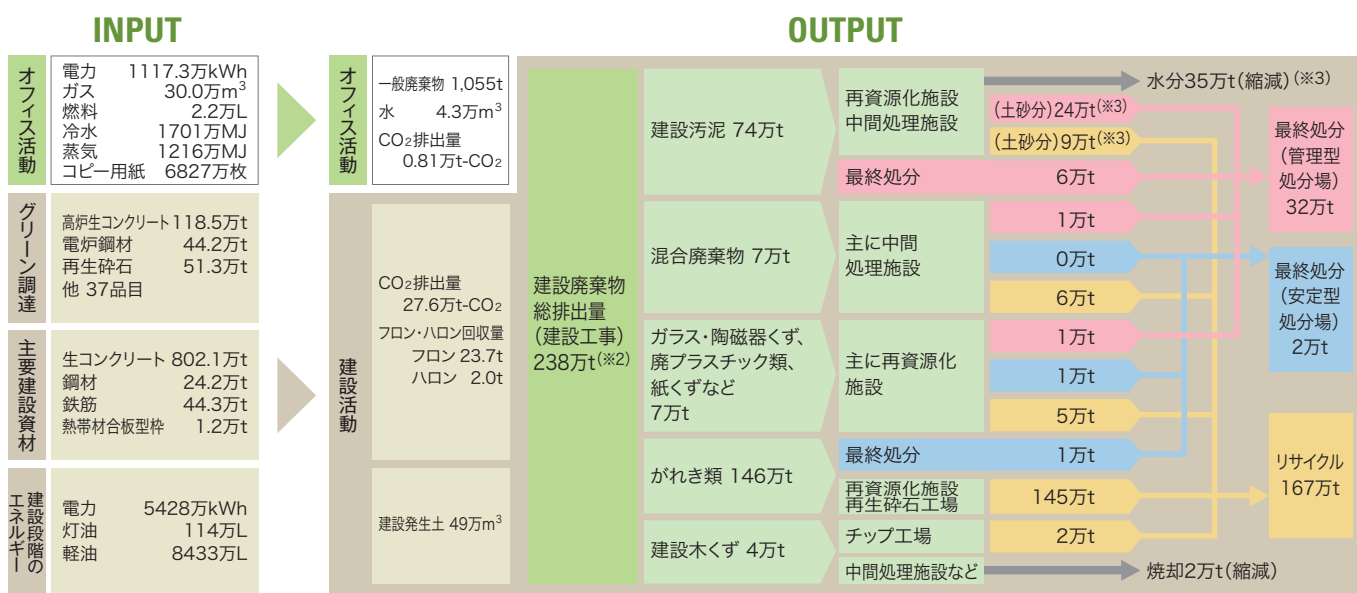 INPUT
OUTPUT
オフィス活動
電力 1117.3万kWh
ガス 30.0万m³
燃料 2.2万L
冷水 1701万MJ
蒸気 1216万MJ
コピー用紙 6827万枚
グリーン調達
高炉生コンクリート 118.5万t
電炉鋼材 44.2万t
再生砕石 51.3万t
他 37品目
主要建設資材
生コンクリート 802.1万t
鋼材 24.2万t
鉄筋 44.3万t
熱帯材合板型枠 1.2万t
建設段階の
エネルギー
電力 5428万kWh
灯油 114万L
軽油 8433万L
オフィス活動
一般廃棄物 1,055t
水 4.3万m³
CO₂排出量
0.81万t-CO₂
建設活動
CO₂排出量
27.6万t-CO₂
フロン・ハロン回収量
フロン 23.7t
ハロン 2.0t
建設発生土 49万m³
建設廃棄物
総排出量
(建設工事)
238万t(※2)
建設汚泥 74万t
再資源化施設
中間処理施設
水分35万t(縮減)(※3)
(土砂分)24万t(※3)
(土砂分)9万t(※3)
最終処分 6万t
混合廃棄物 7万t
主に中間
処理施設
1万t
0万t
6万t
ガラス・陶磁器くず、
廃プラスチック類、
紙くずなど
7万t
主に再資源化
施設
1万t
1万t
5万t
がれき類 146万t
最終処分 1万t
再資源化施設
再生砕石工場
145万t
建設木くず 4万t
チップ工場 2万t
中間処理施設など
焼却2万t(縮減)
最終処分
(管理型
処分場)
32万t
最終処分
(安定型
処分場)
2万t
リサイクル
167万t